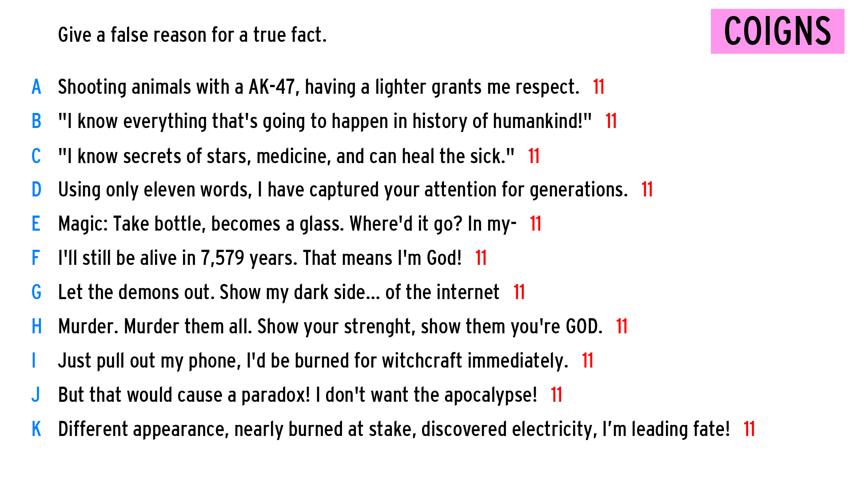 Give a false reason for a true fact.
COIGNS
A Shooting animals with a AK-47, having a lighter grants me respect. 11
B "I know everything that's going to happen in history of humankind!" 11
C "I know secrets of stars, medicine, and can heal the sick." 11
D Using only eleven words, I have captured your attention for generations. 11
E Magic: Take bottle, becomes a glass. Where'd it go? In my- 11
F I'll still be alive in 7,579 years. That means I'm God! 11
G Let the demons out. Show my dark side... of the internet 11
H Murder. Murder them all. Show your strenght, show them you're GOD. 11
I Just pull out my phone, I'd be burned for witchcraft immediately. 11
J But that would cause a paradox! I don't want the apocalypse! 11
K Different appearance, nearly burned at stake, discovered electricity, I’m leading fate! 11